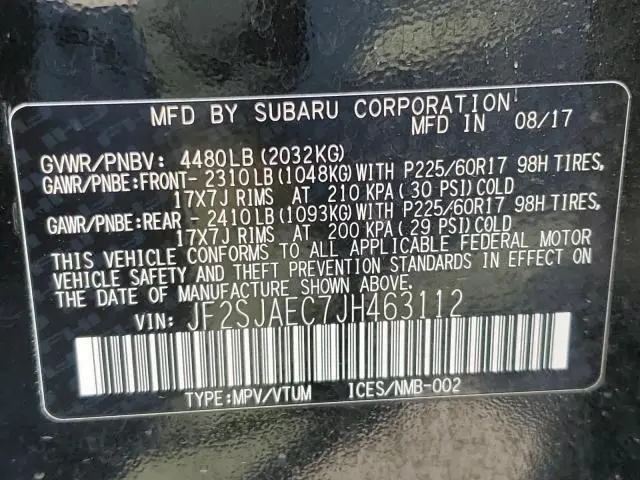 MFD BY SUBARU CORPORATION
MFD IN 08/17
GVWR/PNBV: 4480LB(2032KG)
GAWR/PNBE:FRONT- 2310LB(1048KG)WITH P225/60R17 98H TIRES,
17X7J RIMS AT 210 KPA(30 PSI)COLD
GAWR/PNBE:REAR - 2410LB(1093KG)WITH P225/60R17 98H TIRES,
17X7J RIMS AT 200 KPA(29 PSI)COLD
THIS VEHICLE CONFORMS TO ALL APPLICABLE FEDERAL MOTOR
VEHICLE SAFETY AND THEFT PREVENTION STANDARDS IN EFFECT ON
THE DATE OF MANUFACTURE SHOWN ABOVE.
VIN: JF2SJAEC7JH463112
TYPE:MPV/VTUM ICES/NMB-002